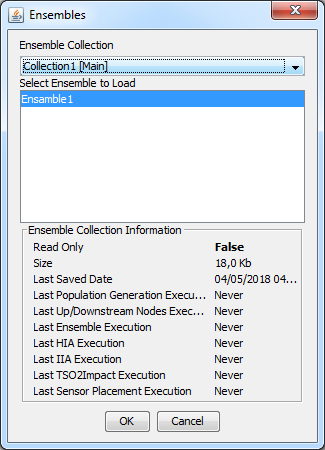 Ensembles
Ensemble Collection
Collection1 [Main]
Select Ensemble to Load
Ensamble1
Ensemble Collection Information
Read Only False
Size 18,0 Kb
Last Saved Date 04/05/2018 04...
Last Population Generation Execu... Never
Last Up/Downstream Nodes Exec... Never
Last Ensemble Execution Never
Last HIA Execution Never
Last IIA Execution Never
Last TSO2Impact Execution Never
Last Sensor Placement Execution Never
OK Cancel